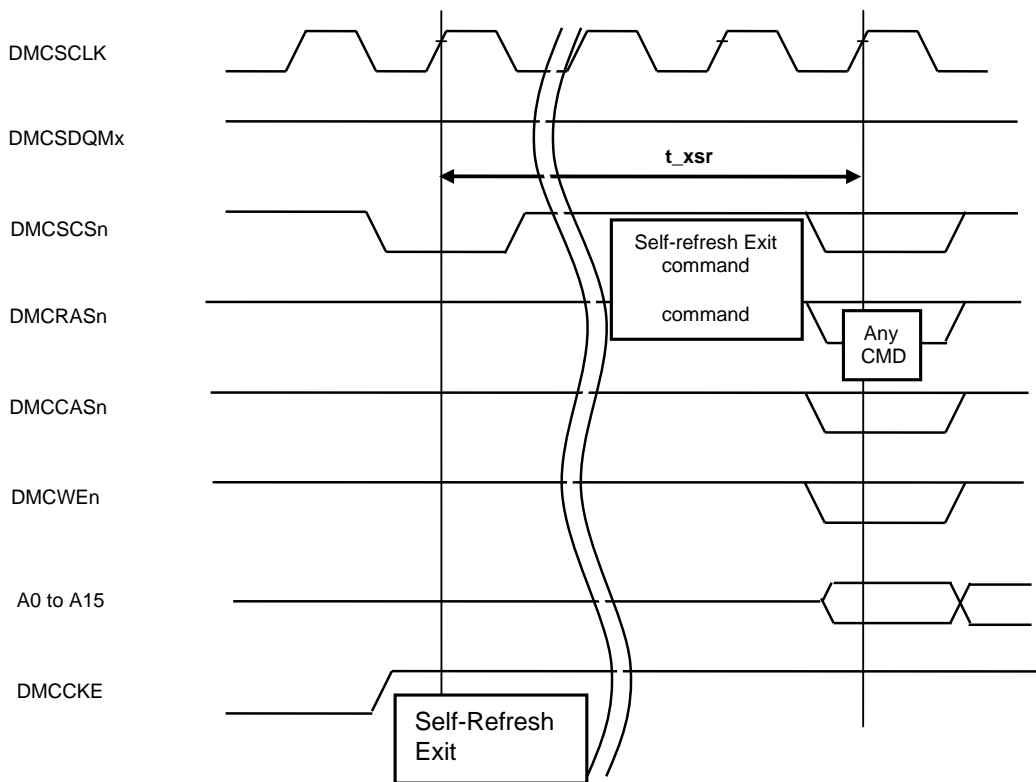 DMCSCLK
DMCSDQMx
t_xsr
DMCSCSn
Self-refresh Exit
command
DMCRASn
command
Any
CMD
DMCCASn
DMCWEn
A0 to A15
DMCCKE
Self-Refresh
Exit